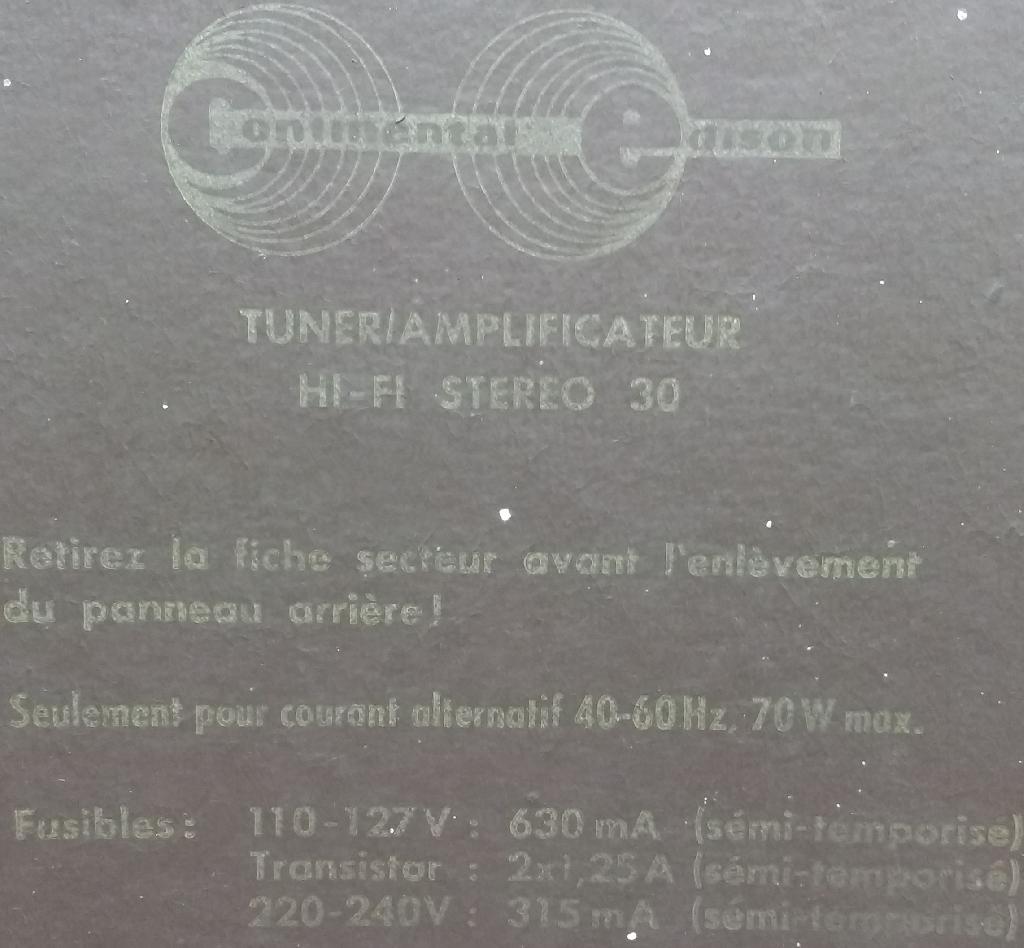 Continental Edison
TUNER/AMPLIFICATEUR
HI-FI STEREO 30
Retirez la fiche secteur avant l'enlèvement
du panneau arrière!
Seulement pour courant alternatif 40-60Hz, 70W max.
Fusibles: 110-127V : 630 mA (sémi-temporisé)
Transistor : 2x1,25A (sémi-temporisé)
220-240V : 315 mA (sémi-temporisé)